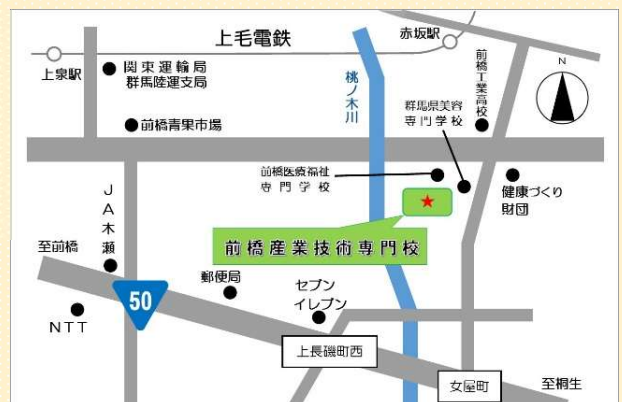 上毛電鉄
赤坂駅
上泉駅
N
関東運輸局
群馬陸運支局
桃ノ木川
前橋工業高校
群馬県美容
専門学校
前橋青果市場
前橋医療福祉
専門学校
健康づくり
財団
★
JA木瀬
前橋産業技術専門校
至前橋
郵便局
セブン
イレブン
50
NTT
上長磯町西
女屋町
至桐生